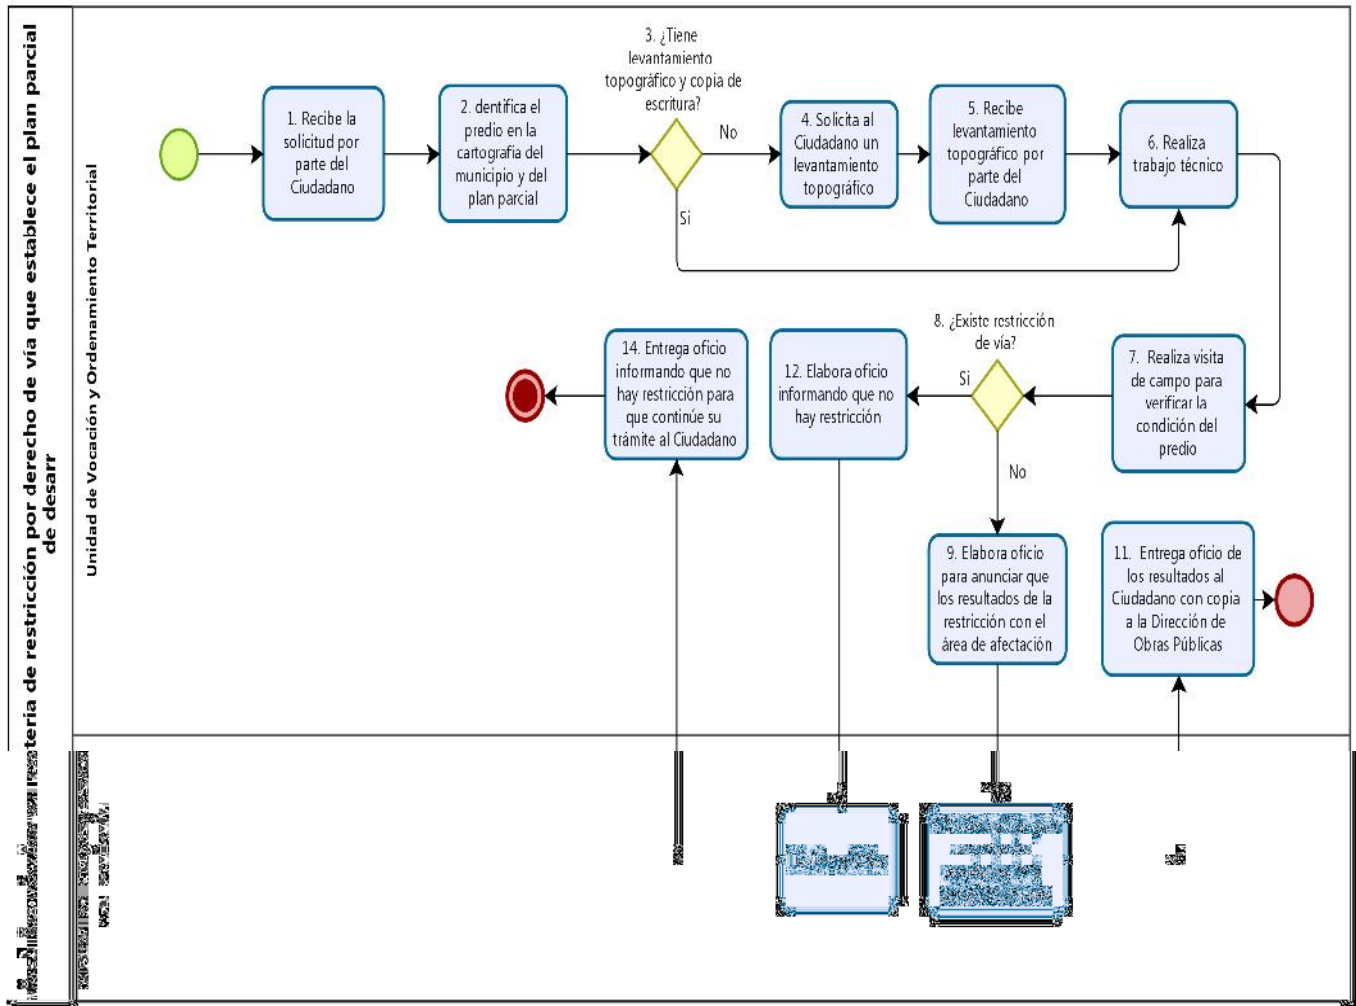 teria de restricción por derecho de vía que establece el plan parcial
de desarr
Unidad de Vocación y Ordenamiento Territorial
1. Recibe la
solicitud por
parte del
Ciudadano
2. dentifica el
predio en la
cartografía del
municipio y del
plan parcial
3. ¿Tiene
levantamiento
topográfico y copia de
escritura?
No
Si
4. Solicita al
Ciudadano un
levantamiento
topográfico
5. Recibe
levantamiento
topográfico por
parte del
Ciudadano
6. Realiza
trabajo técnico
7. Realiza visita
de campo para
verificar la
condición del
predio
8. ¿Existe restricción
de vía?
Si
No
12. Elabora oficio
informando que no
hay restricción
14. Entrega oficio
informando que no
hay restricción para
que continúe su
trámite al Ciudadano
9. Elabora oficio
para anunciar que
los resultados de la
restricción con el
área de afectación
11. Entrega oficio de
los resultados al
Ciudadano con copia
a la Dirección de
Obras Públicas